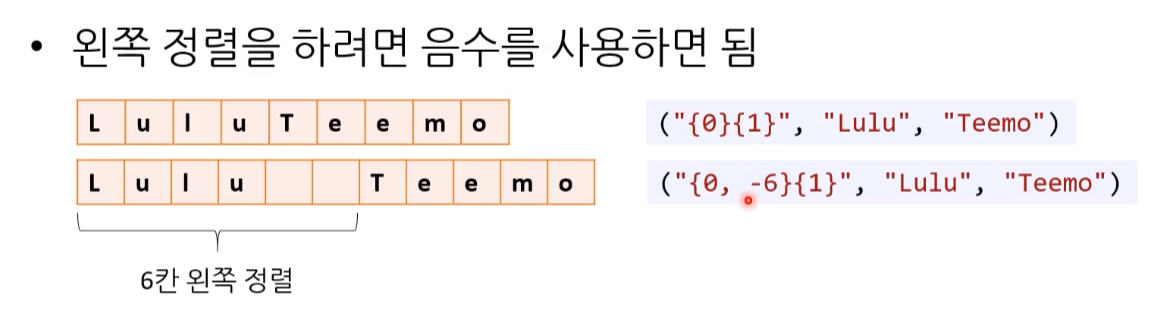 • 왼쪽 정렬을 하려면 음수를 사용하면 됨
L u l u T e e m o ("{0}{1}", "Lulu", "Teemo")
L u l u T e e m o ("{0, -6}{1}", "Lulu", "Teemo")
6칸 왼쪽 정렬